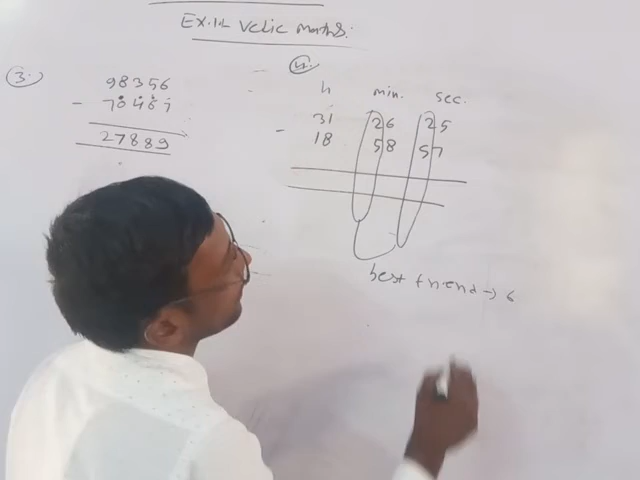 Ex.1.2 Vedic maths.
3.
98356
- 70467
27889
4.
h min. sec.
31 26 25
- 18 58 57
best friend → 6